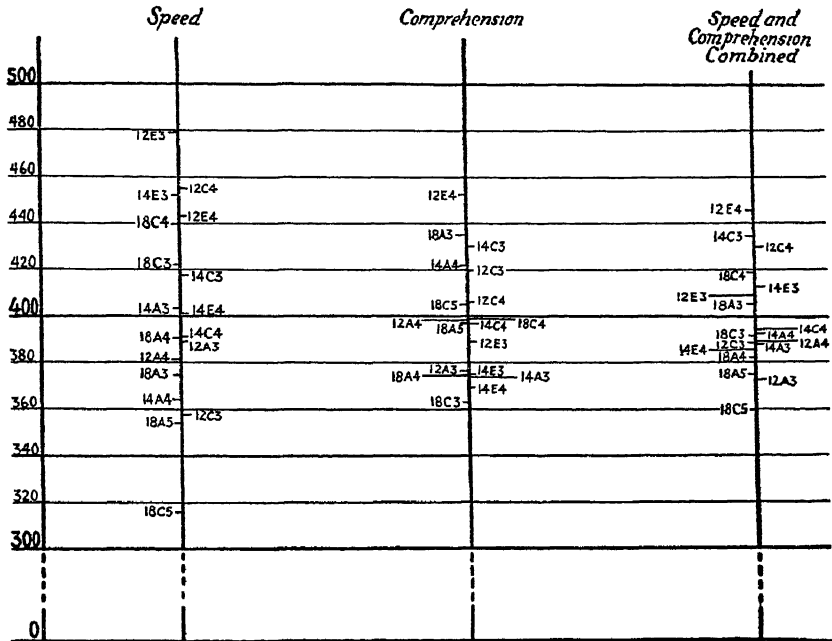 Speed
Comprehension
Speed and
Comprehension
Combined
500
480
12E3
460
12C4
14E3
12E4
12E4
12E4
440
18C4
18A3
14C3
14C3
12C4
420
18C3
14C3
14A4
12C3
18C4
14E3
12E3
18A3
400
14A3
14E4
18C5
12C4
12A4
18A5
14C4
18C4
12E3
18A4
14C4
12A3
18C3
14C4
14A4
12C3
12A4
14E4
14A3
18A4
380
12A4
18A3
12A3
14E3
18A4
14A3
14E4
18A5
12A3
360
14A4
12C3
18A5
18C3
18C5
340
320
18C5
300
0